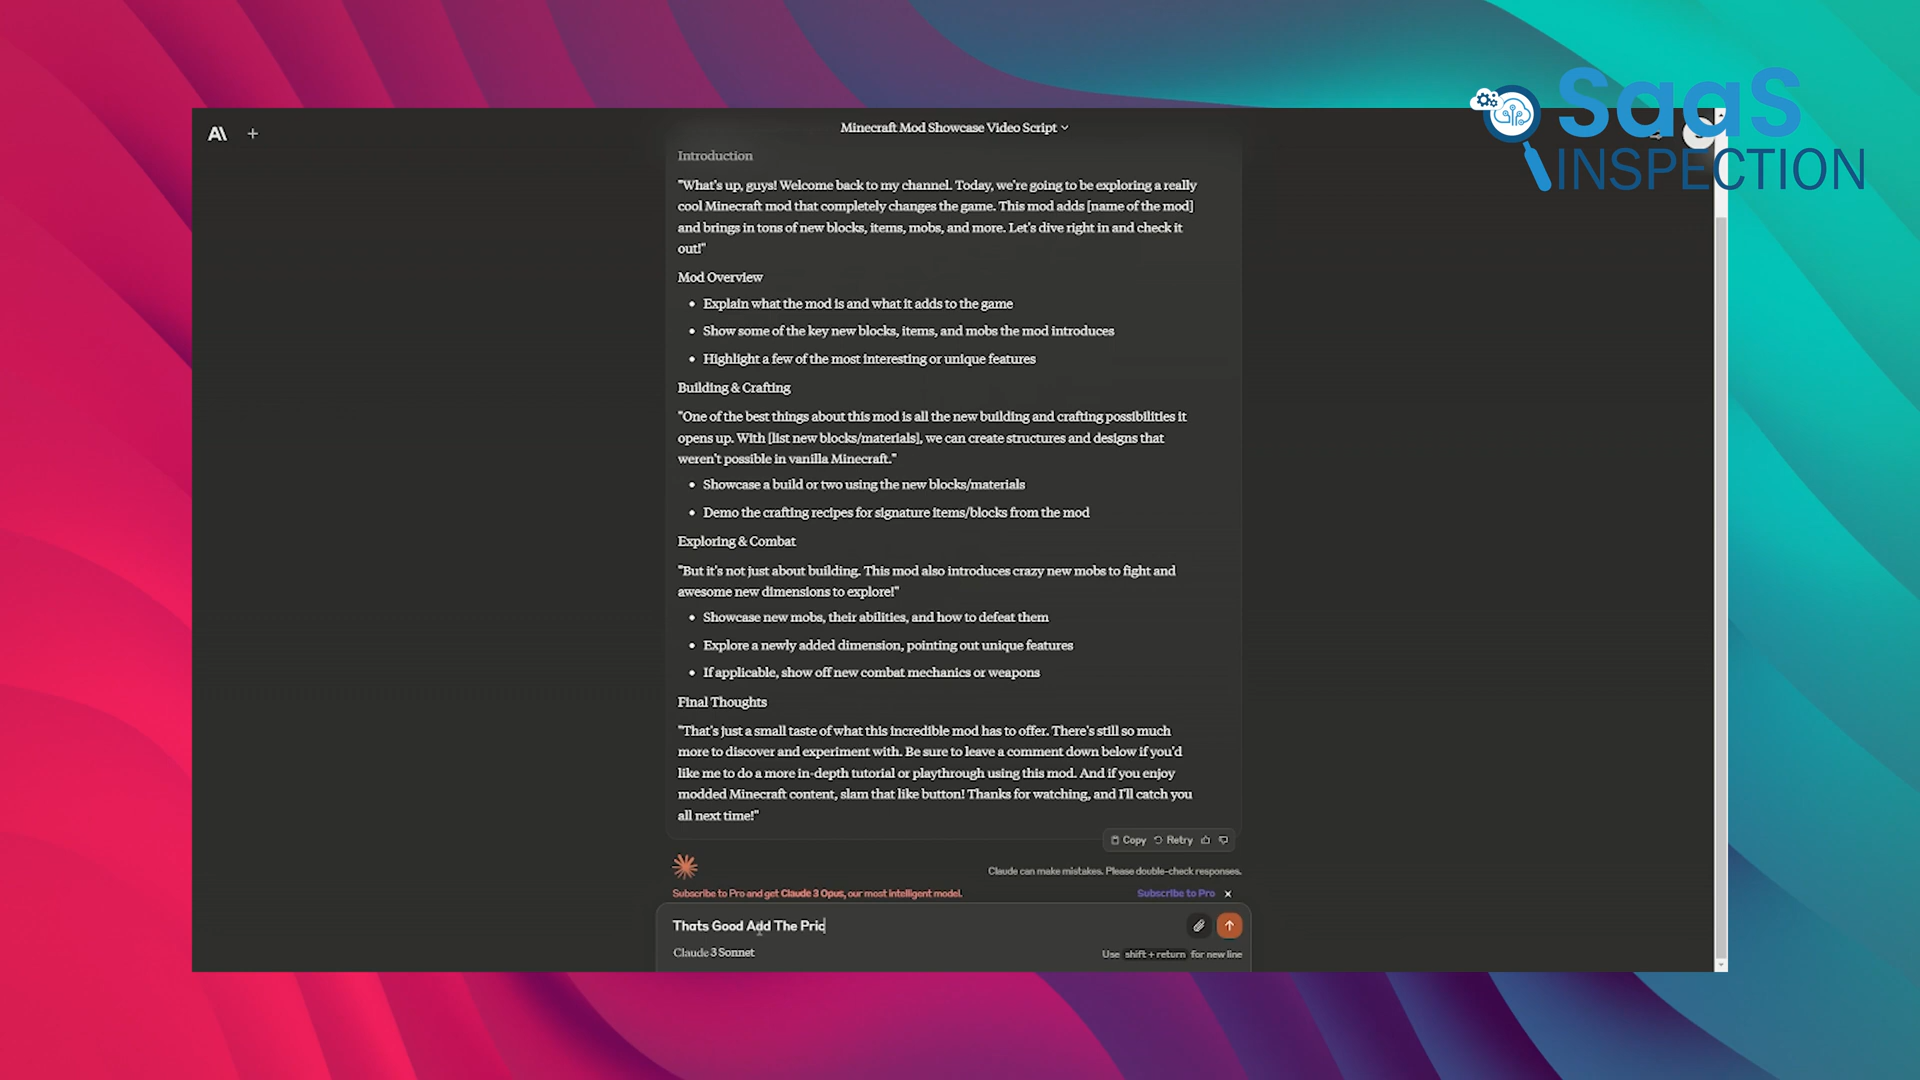 SaaS
INSPECTION
Minecraft Mod Showcase Video Script
Introduction
"What's up, guys! Welcome back to my channel. Today, we're going to be exploring a really
cool Minecraft mod that completely changes the game. This mod adds [name of the mod]
and brings in tons of new blocks, items, mobs, and more. Let's dive right in and check it
out!"
Mod Overview
• Explain what the mod is and what it adds to the game
• Show some of the key new blocks, items, and mobs the mod introduces
• Highlight a few of the most interesting or unique features
Building & Crafting
"One of the best things about this mod is all the new building and crafting possibilities it
opens up. With [list new blocks/materials], we can create structures and designs that
weren't possible in vanilla Minecraft."
• Showcase a build or two using the new blocks/materials
• Demo the crafting recipes for signature items/blocks from the mod
Exploring & Combat
"But it's not just about building. This mod also introduces crazy new mobs to fight and
awesome new dimensions to explore!"
• Showcase new mobs, their abilities, and how to defeat them
• Explore a newly added dimension, pointing out unique features
• If applicable, show off new combat mechanics or weapons
Final Thoughts
"That's just a small taste of what this incredible mod has to offer. There's still so much
more to discover and experiment with. Be sure to leave a comment down below if you'd
like me to do a more in-depth tutorial or playthrough using this mod. And if you enjoy
modded Minecraft content, slam that like button! Thanks for watching, and I'll catch you
all next time!"
Copy Retry
Claude can make mistakes. Please double-check responses.
Subscribe to Pro and get Claude 3 Opus, our most intelligent model. Subscribe to Pro
Thats Good Add The Pric
Claude 3 Sonnet Use shift + return for new line